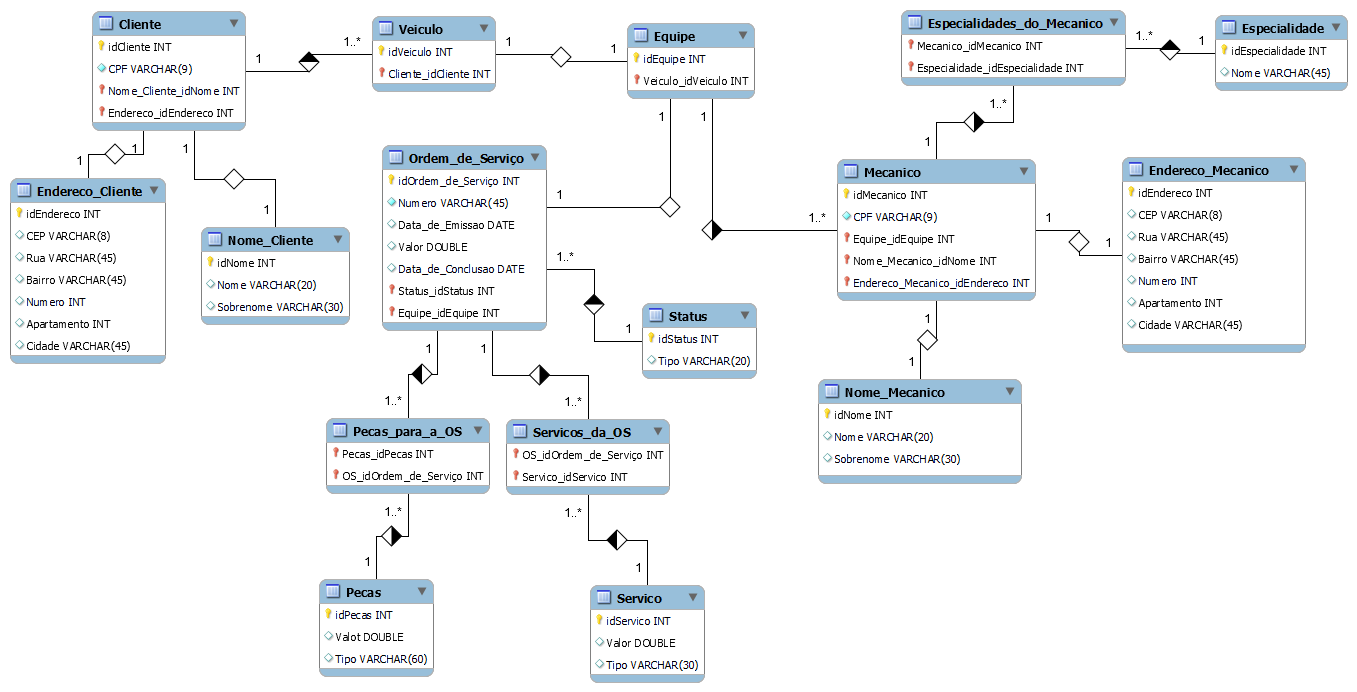 Cliente
idCliente INT
CPF VARCHAR(9)
Nome_Cliente_idNome INT
Endereco_idEndereco INT
1
1..*
Veiculo
idVeiculo INT
Cliente_idCliente INT
1
1
Equipe
idEquipe INT
Veiculo_idVeiculo INT
Especialidades_do_Mecanico
Mecanico_idMecanico INT
Especialidade_idEspecialidade INT
1..*
1
Especialidade
idEspecialidade INT
Nome VARCHAR(45)
1
1
1
1
Endereco_Cliente
idEndereco INT
CEP VARCHAR(8)
Rua VARCHAR(45)
Bairro VARCHAR(45)
Numero INT
Apartamento INT
Cidade VARCHAR(45)
Nome_Cliente
idNome INT
Nome VARCHAR(20)
Sobrenome VARCHAR(30)
Ordem_de_Serviço
idOrdem_de_Serviço INT
Numero VARCHAR(45)
Data_de_Emissao DATE
Valor DOUBLE
Data_de_Conclusao DATE
Status_idStatus INT
Equipe_idEquipe INT
1
1
1
1..*
1..*
1
Mecanico
idMecanico INT
CPF VARCHAR(9)
Equipe_idEquipe INT
Nome_Mecanico_idNome INT
Endereco_Mecanico_idEndereco INT
1
1
Endereco_Mecanico
idEndereco INT
CEP VARCHAR(8)
Rua VARCHAR(45)
Bairro VARCHAR(45)
Numero INT
Apartamento INT
Cidade VARCHAR(45)
1..*
1
Status
idStatus INT
Tipo VARCHAR(20)
1
1
Nome_Mecanico
idNome INT
Nome VARCHAR(20)
Sobrenome VARCHAR(30)
1
1..*
1
1..*
Pecas_para_a_OS
Pecas_idPecas INT
OS_idOrdem_de_Serviço INT
Servicos_da_OS
OS_idOrdem_de_Serviço INT
Servico_idServico INT
1..*
1
1..*
1
Pecas
idPecas INT
Valot DOUBLE
Tipo VARCHAR(60)
Servico
idServico INT
Valor DOUBLE
Tipo VARCHAR(30)